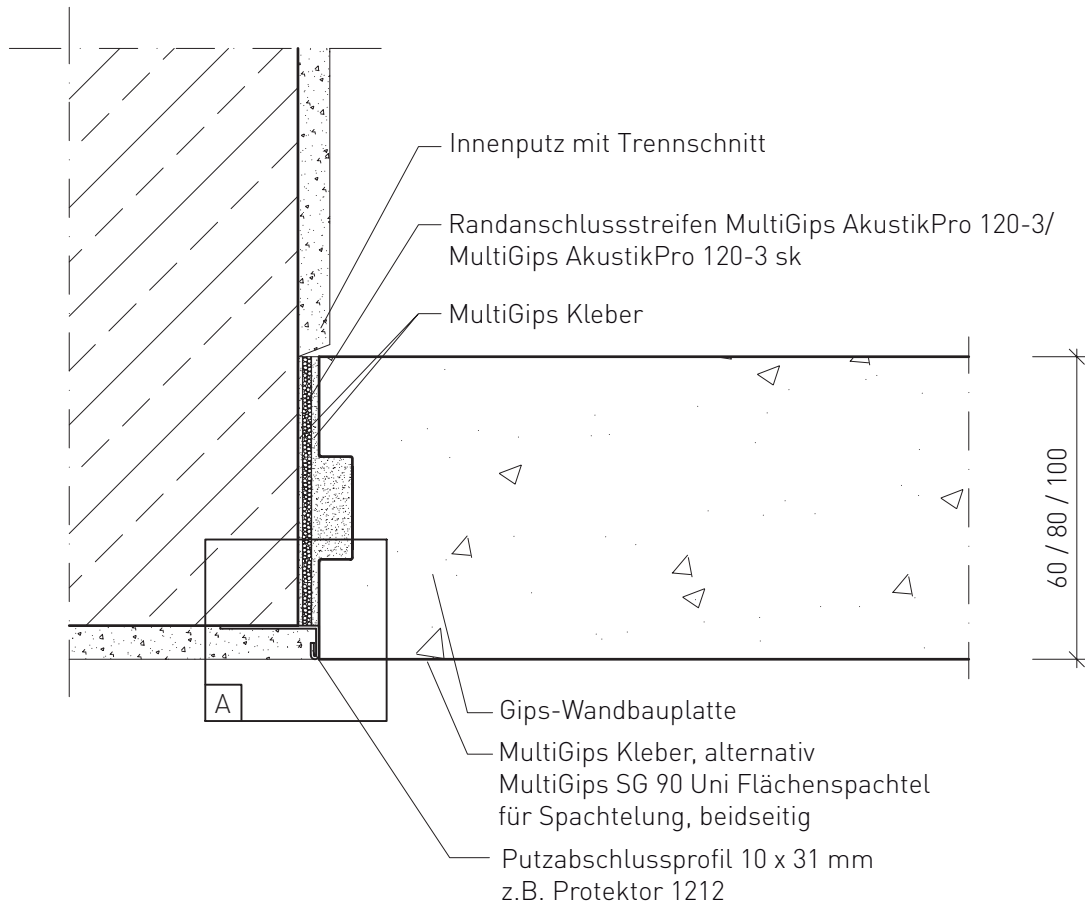 Innenputz mit Trennschnitt
Randanschlussstreifen MultiGips AkustikPro 120-3/
MultiGips AkustikPro 120-3 sk
MultiGips Kleber
60 / 80 / 100
A
Gips-Wandbauplatte
MultiGips Kleber, alternativ
MultiGips SG 90 Uni Flächenspachtel
für Spachtelung, beidseitig
Putzabschlussprofil 10 x 31 mm
z.B. Protektor 1212